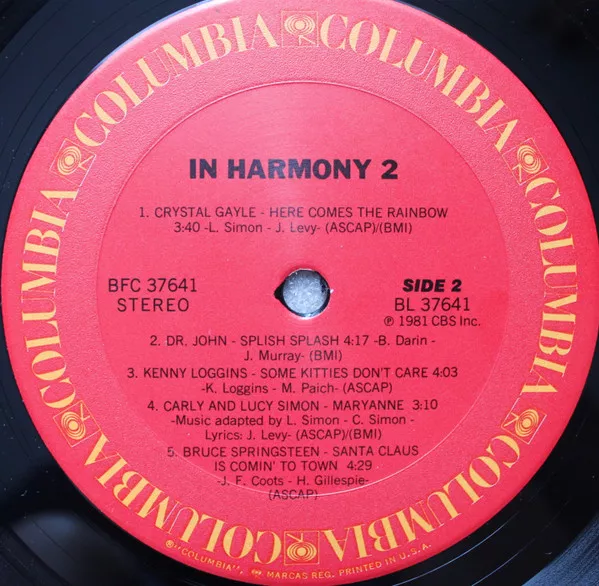 COLUMBIA COLUMBIA COLUMBIA COLUMBIA COLUMBIA COLUMBIA COLUMBIA COLUMBIA
IN HARMONY 2
1. CRYSTAL GAYLE - HERE COMES THE RAINBOW
3:40 -L. Simon - J. Levy- (ASCAP)/(BMI)
BFC 37641
STEREO
SIDE 2
BL 37641
℗ 1981 CBS Inc.
2. DR. JOHN - SPLISH SPLASH 4:17 -B. Darin -
J. Murray- (BMI)
3. KENNY LOGGINS - SOME KITTIES DON'T CARE 4:03
-K. Loggins - M. Paich- (ASCAP)
4. CARLY AND LUCY SIMON - MARYANNE 3:10
-Music adapted by L. Simon - C. Simon -
Lyrics: J. Levy- (ASCAP)/(BMI)
5. BRUCE SPRINGSTEEN - SANTA CLAUS
IS COMIN' TO TOWN 4:29
-J. F. Coots - H. Gillespie-
(ASCAP)
®"COLUMBIA", MARCAS REG. PRINTED IN U.S.A.